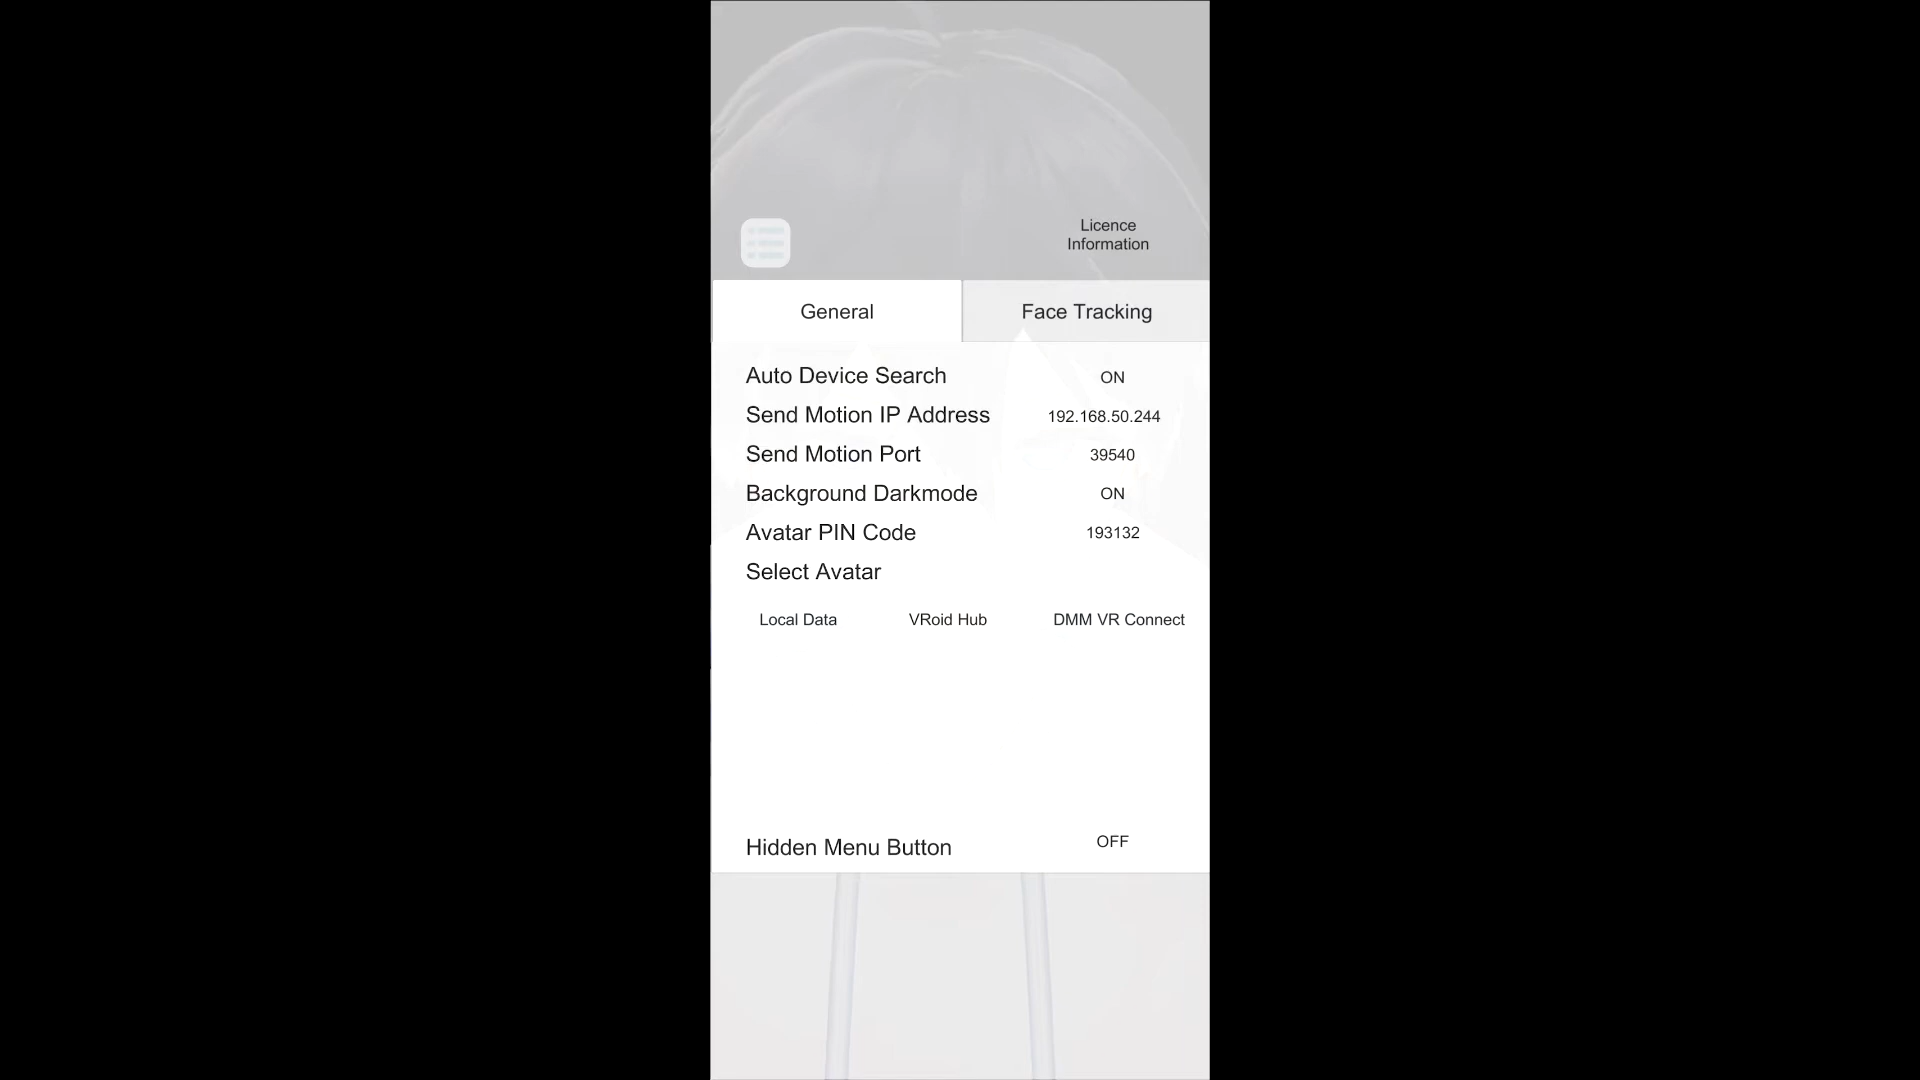 Licence
Information
General
Face Tracking
Auto Device Search
ON
Send Motion IP Address
192.168.50.244
Send Motion Port
39540
Background Darkmode
ON
Avatar PIN Code
193132
Select Avatar
Local Data
VRoid Hub
DMM VR Connect
Hidden Menu Button
OFF